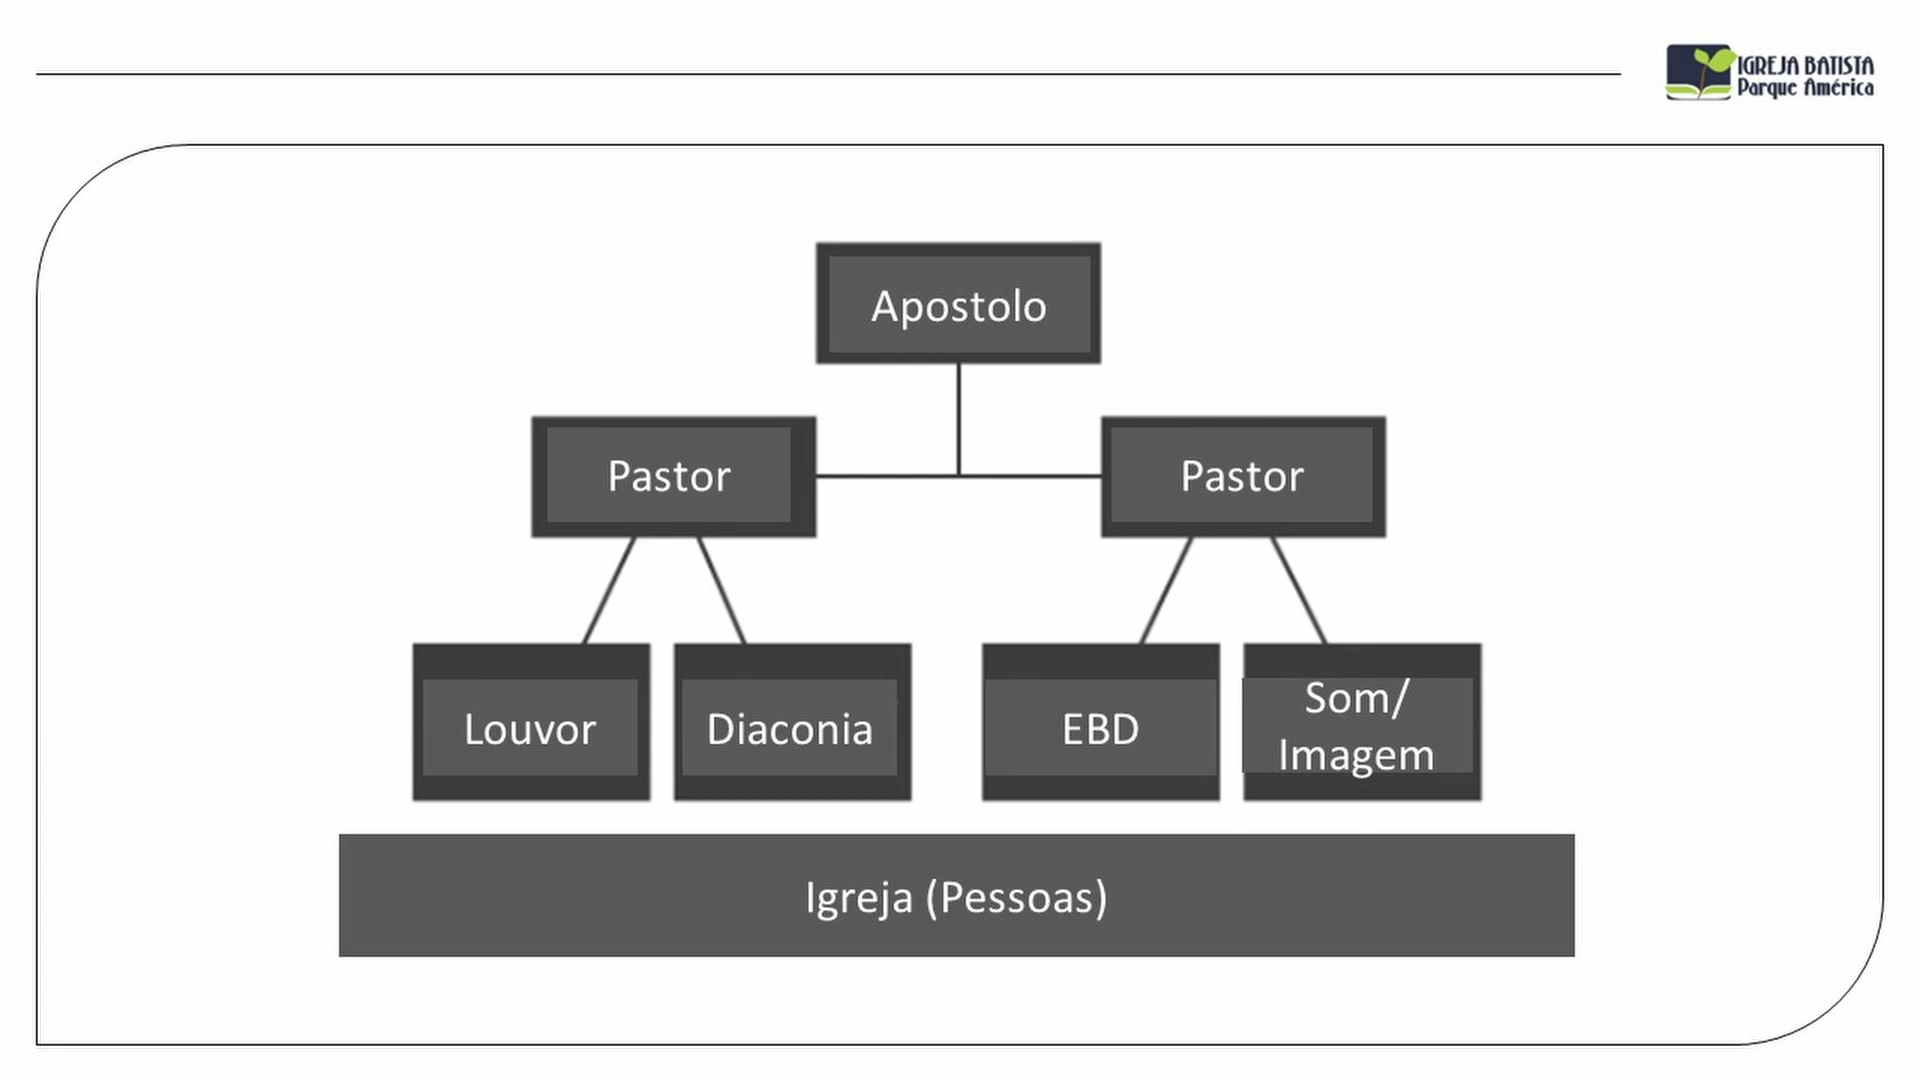 IGREJA BATISTA
Parque América
Apostolo
Pastor
Pastor
Louvor
Diaconia
EBD
Som/
Imagem
Igreja (Pessoas)